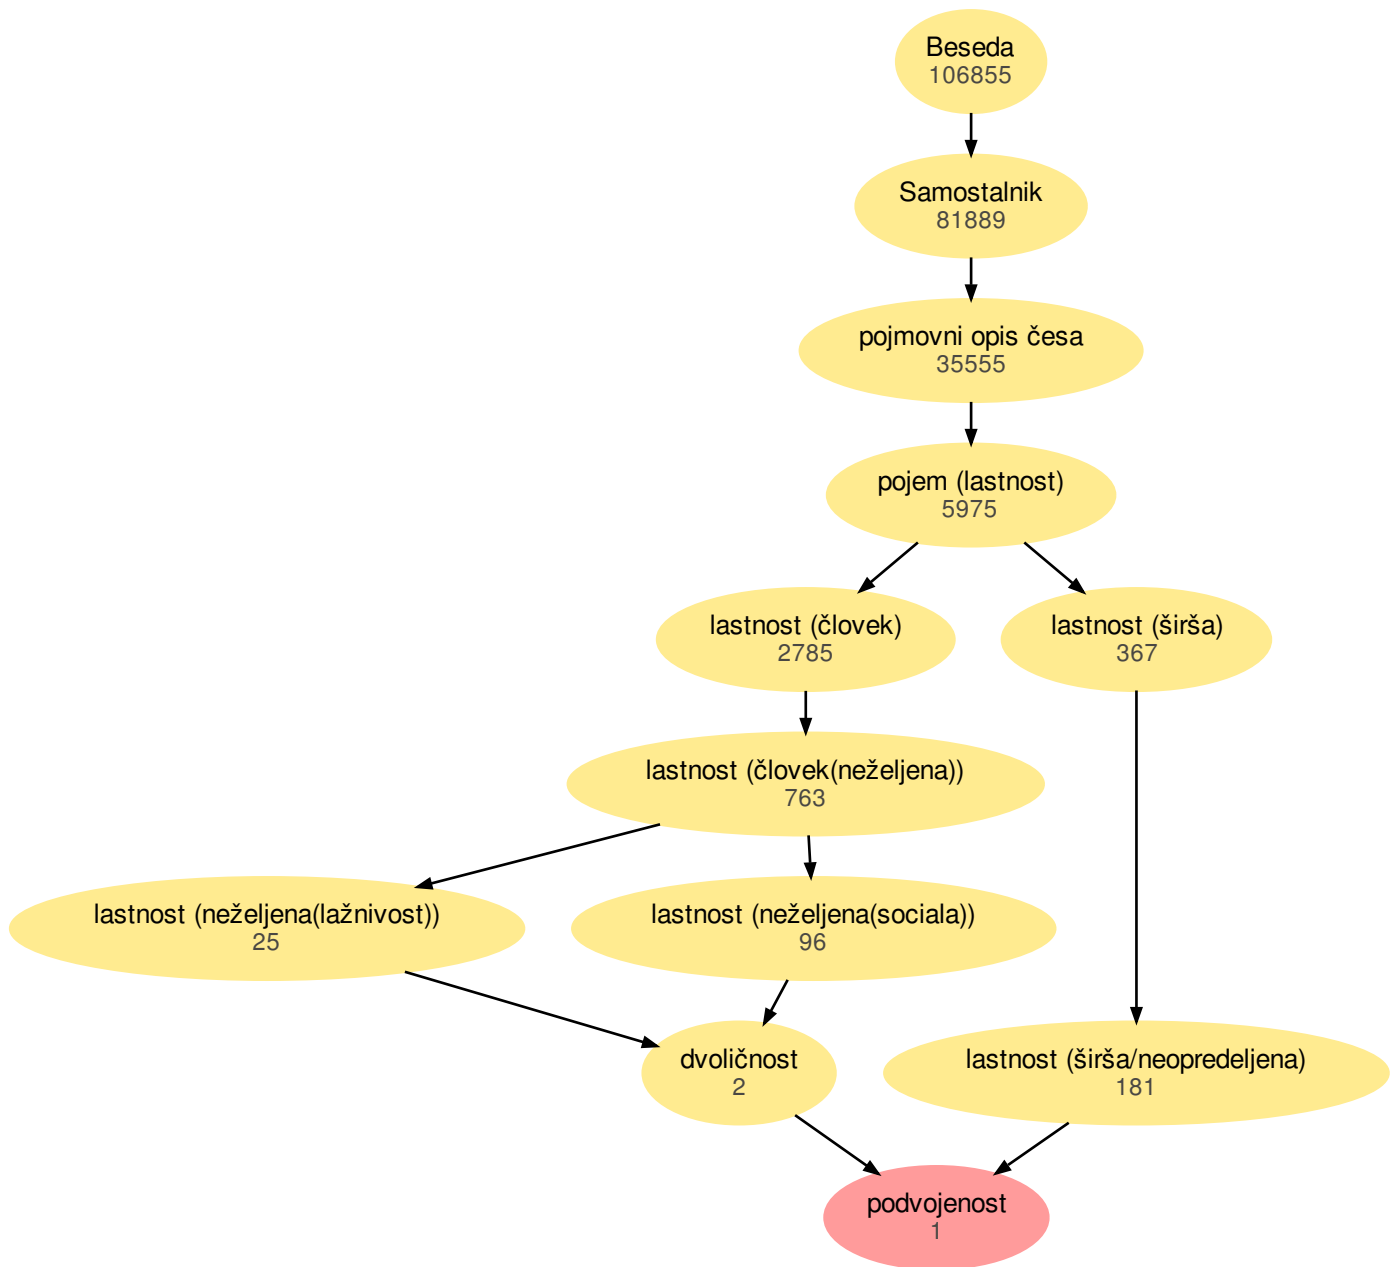 Beseda
106855
Samostalnik
81889
pojmovni opis česa
35555
pojem (lastnost)
5975
lastnost (človek)
2785
lastnost (širša)
367
lastnost (človek(neželjena))
763
lastnost (neželjena(lažnivost))
25
lastnost (neželjena(sociala))
96
dvoličnost
2
lastnost (širša/neopredeljena)
181
podvojenost
1